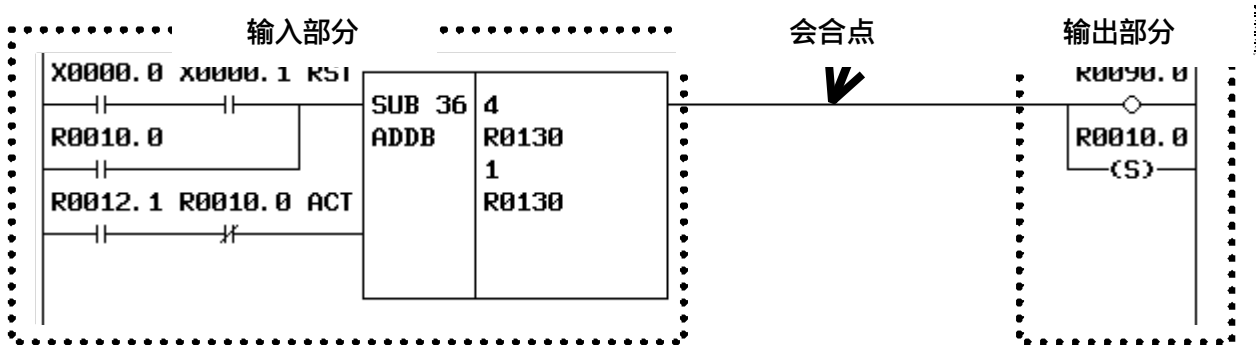 输入部分 会合点 输出部分
X0000.0 X0000.1 RST R0090.0
SUB 36 4
R0010.0 ADDB R0130 R0010.0
1 (S)
R0012.1 R0010.0 ACT R0130